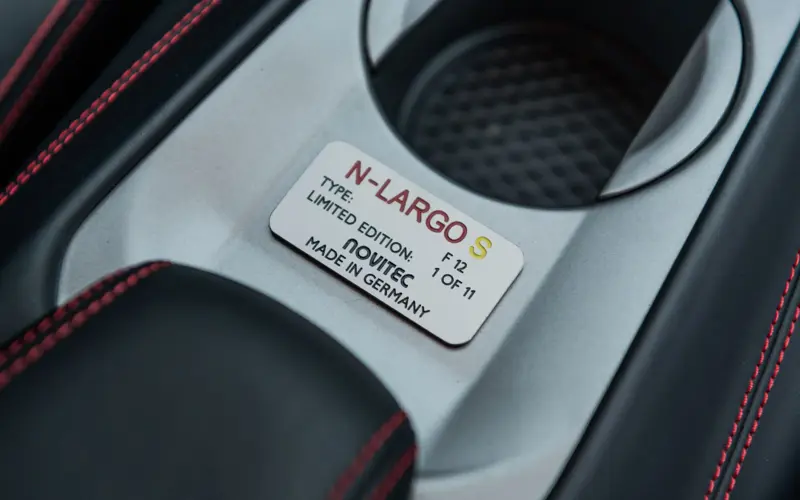 N-LARGO S
TYPE: F 12
LIMITED EDITION: 1 OF 11
NOVITEC
MADE IN GERMANY